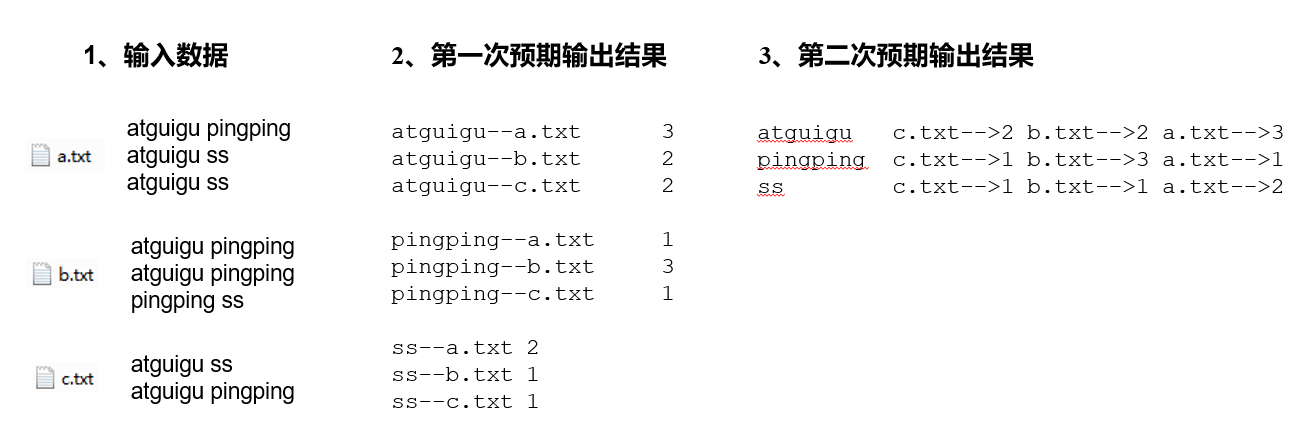 1、输入数据
a.txt
atguigu pingping
atguigu ss
atguigu ss
b.txt
atguigu pingping
atguigu pingping
pingping ss
c.txt
atguigu ss
atguigu pingping
2、第一次预期输出结果
atguigu--a.txt 3
atguigu--b.txt 2
atguigu--c.txt 2
pingping--a.txt 1
pingping--b.txt 3
pingping--c.txt 1
ss--a.txt 2
ss--b.txt 1
ss--c.txt 1
3、第二次预期输出结果
atguigu c.txt-->2 b.txt-->2 a.txt-->3
pingping c.txt-->1 b.txt-->3 a.txt-->1
ss c.txt-->1 b.txt-->1 a.txt-->2